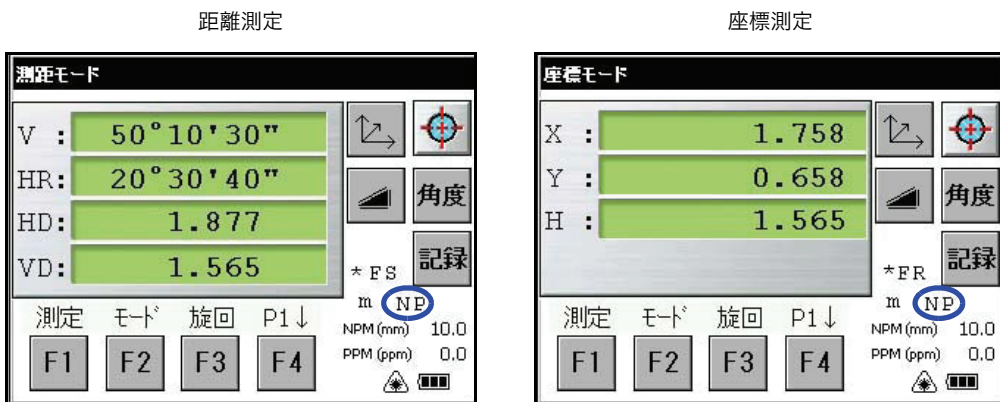 距離測定
測距モード
V : 50°10'30"
HR: 20°30'40"
HD: 1.877
VD: 1.565
角度
記録
*FS
m NP
NPM (mm) 10.0
PPM (ppm) 0.0
測定 モード 旋回 P1↓
F1 F2 F3 F4
座標測定
座標モード
X : 1.758
Y : 0.658
H : 1.565
角度
記録
*FR
m NP
NPM (mm) 10.0
PPM (ppm) 0.0
測定 モード 旋回 P1↓
F1 F2 F3 F4